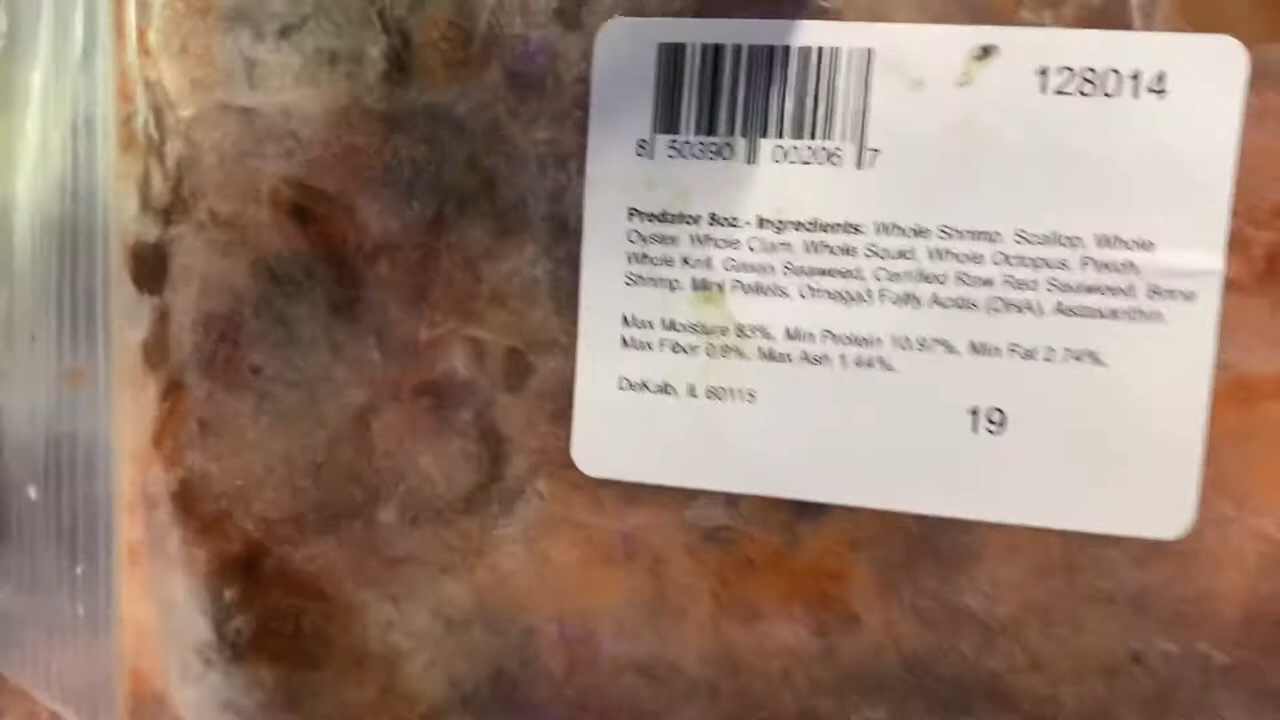 128014
8 50390 00206 7
Predator 8oz.- Ingredients: Whole Shrimp, Scallop, Whole
Oyster, Whole Clam, Whole Squid, Whole Octopus, Perch,
Whole Krill, Green Seaweed, Certified Raw Red Seaweed, Brine
Shrimp, Mini Pellets, Omega3 Fatty Acids (DHA), Astaxanthin.
Max Moisture 83%, Min Protein 10.97%, Min Fat 2.74%,
Max Fiber 0.8%, Max Ash 1.44%.
DeKalb, IL 60115
19